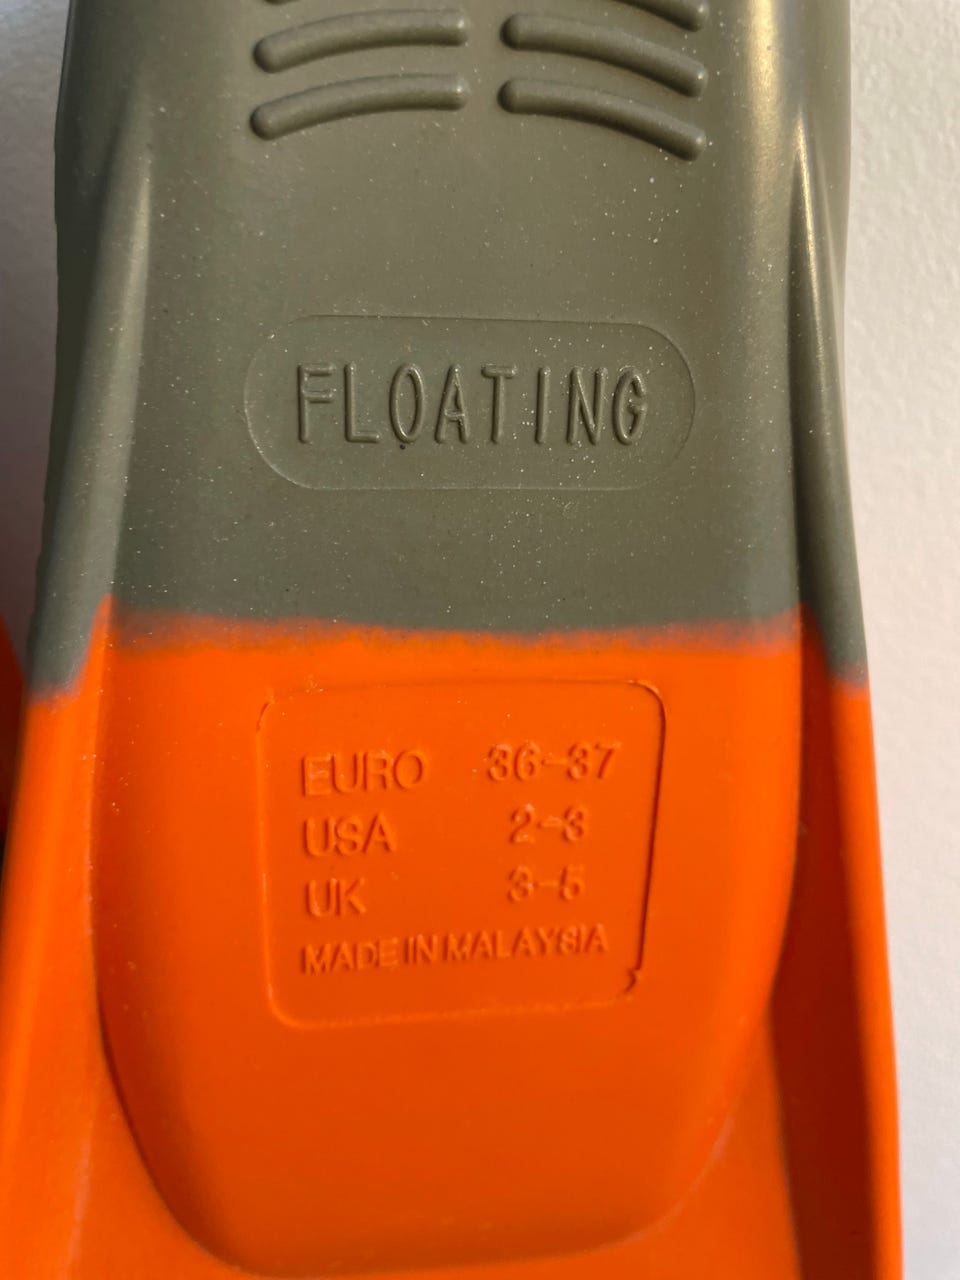 FLOATING
EURO 36-37
USA 2-3
UK 3-5
MADE IN MALAYSIA